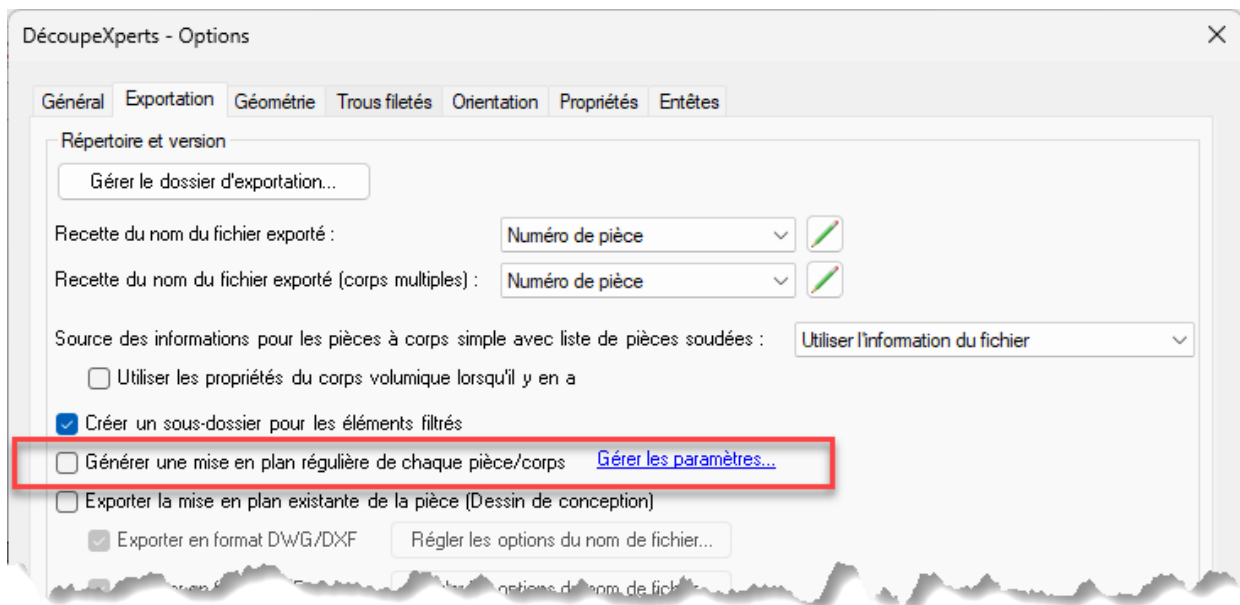 DécoupeXperts - Options
Général Exportation Géométrie Trous filetés Orientation Propriétés Entêtes
Répertoire et version
Gérer le dossier d'exportation...
Recette du nom du fichier exporté : Numéro de pièce
Recette du nom du fichier exporté (corps multiples) : Numéro de pièce
Source des informations pour les pièces à corps simple avec liste de pièces soudées : Utiliser l'information du fichier
Utiliser les propriétés du corps volumique lorsqu'il y en a
Créer un sous-dossier pour les éléments filtrés
Générer une mise en plan régulière de chaque pièce/corps Gérer les paramètres...
Exporter la mise en plan existante de la pièce (Dessin de conception)
Exporter en format DWG/DXF Régler les options du nom de fichier...
options